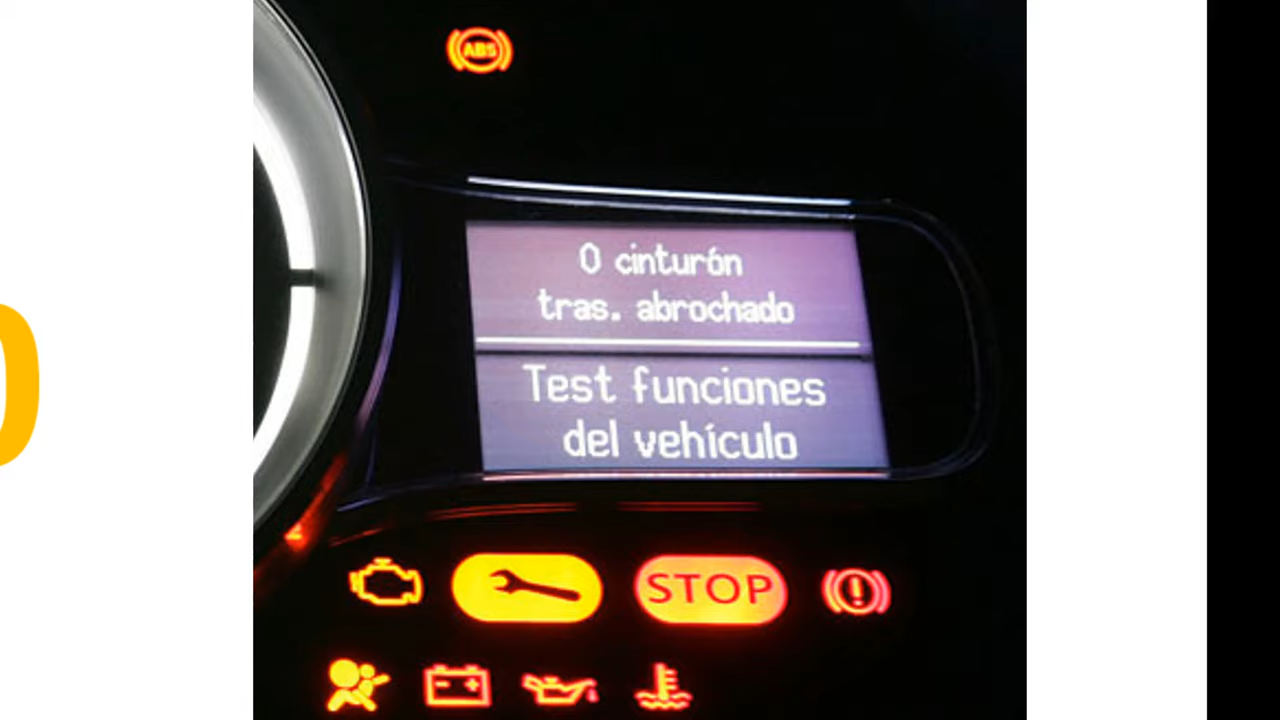 ABS
0 cinturón
tras. abrochado
Test funciones
del vehículo
STOP